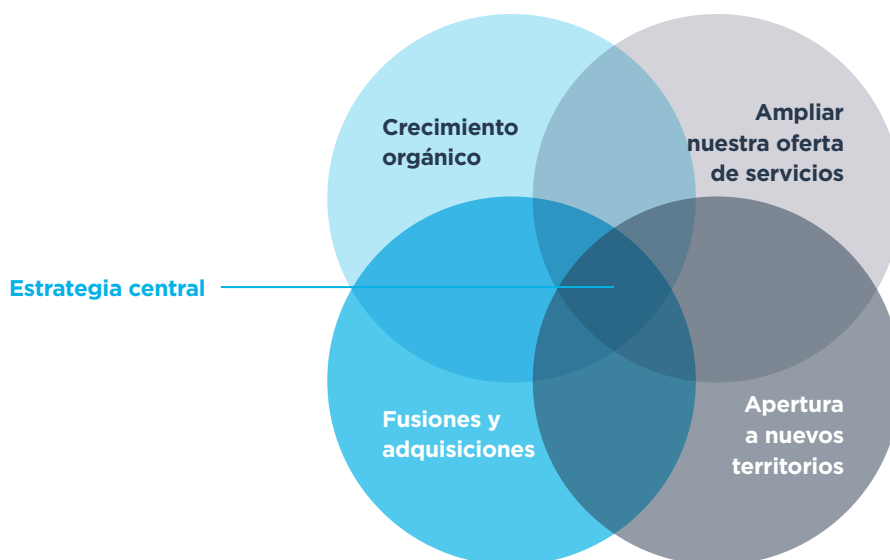 Crecimiento
orgánico
Ampliar
nuestra oferta
de servicios
Estrategia central
Fusiones y
adquisiciones
Apertura
a nuevos
territorios